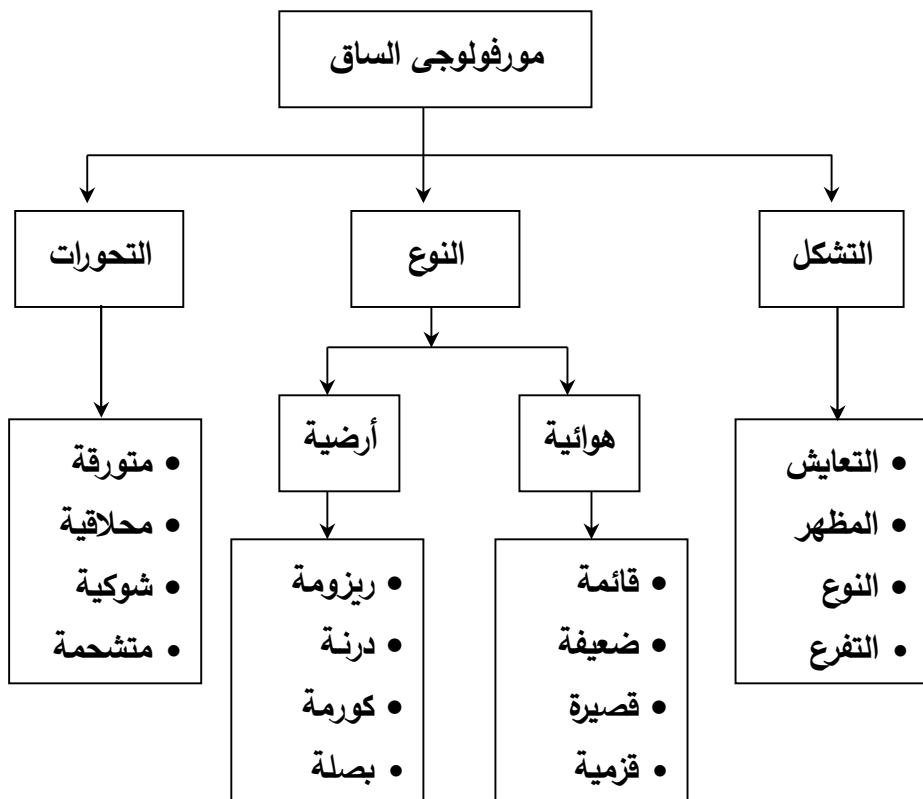 مورفولوجى الساق
التشكل
النوع
التحورات
هوائية
أرضية
• التعايش
• المظهر
• النوع
• التفرع
• قائمة
• ضعيفة
• قصيرة
• قزمية
• ريزومة
• درنة
• كورمة
• بصلة
• متورقة
• محلاقية
• شوكية
• متشحمة